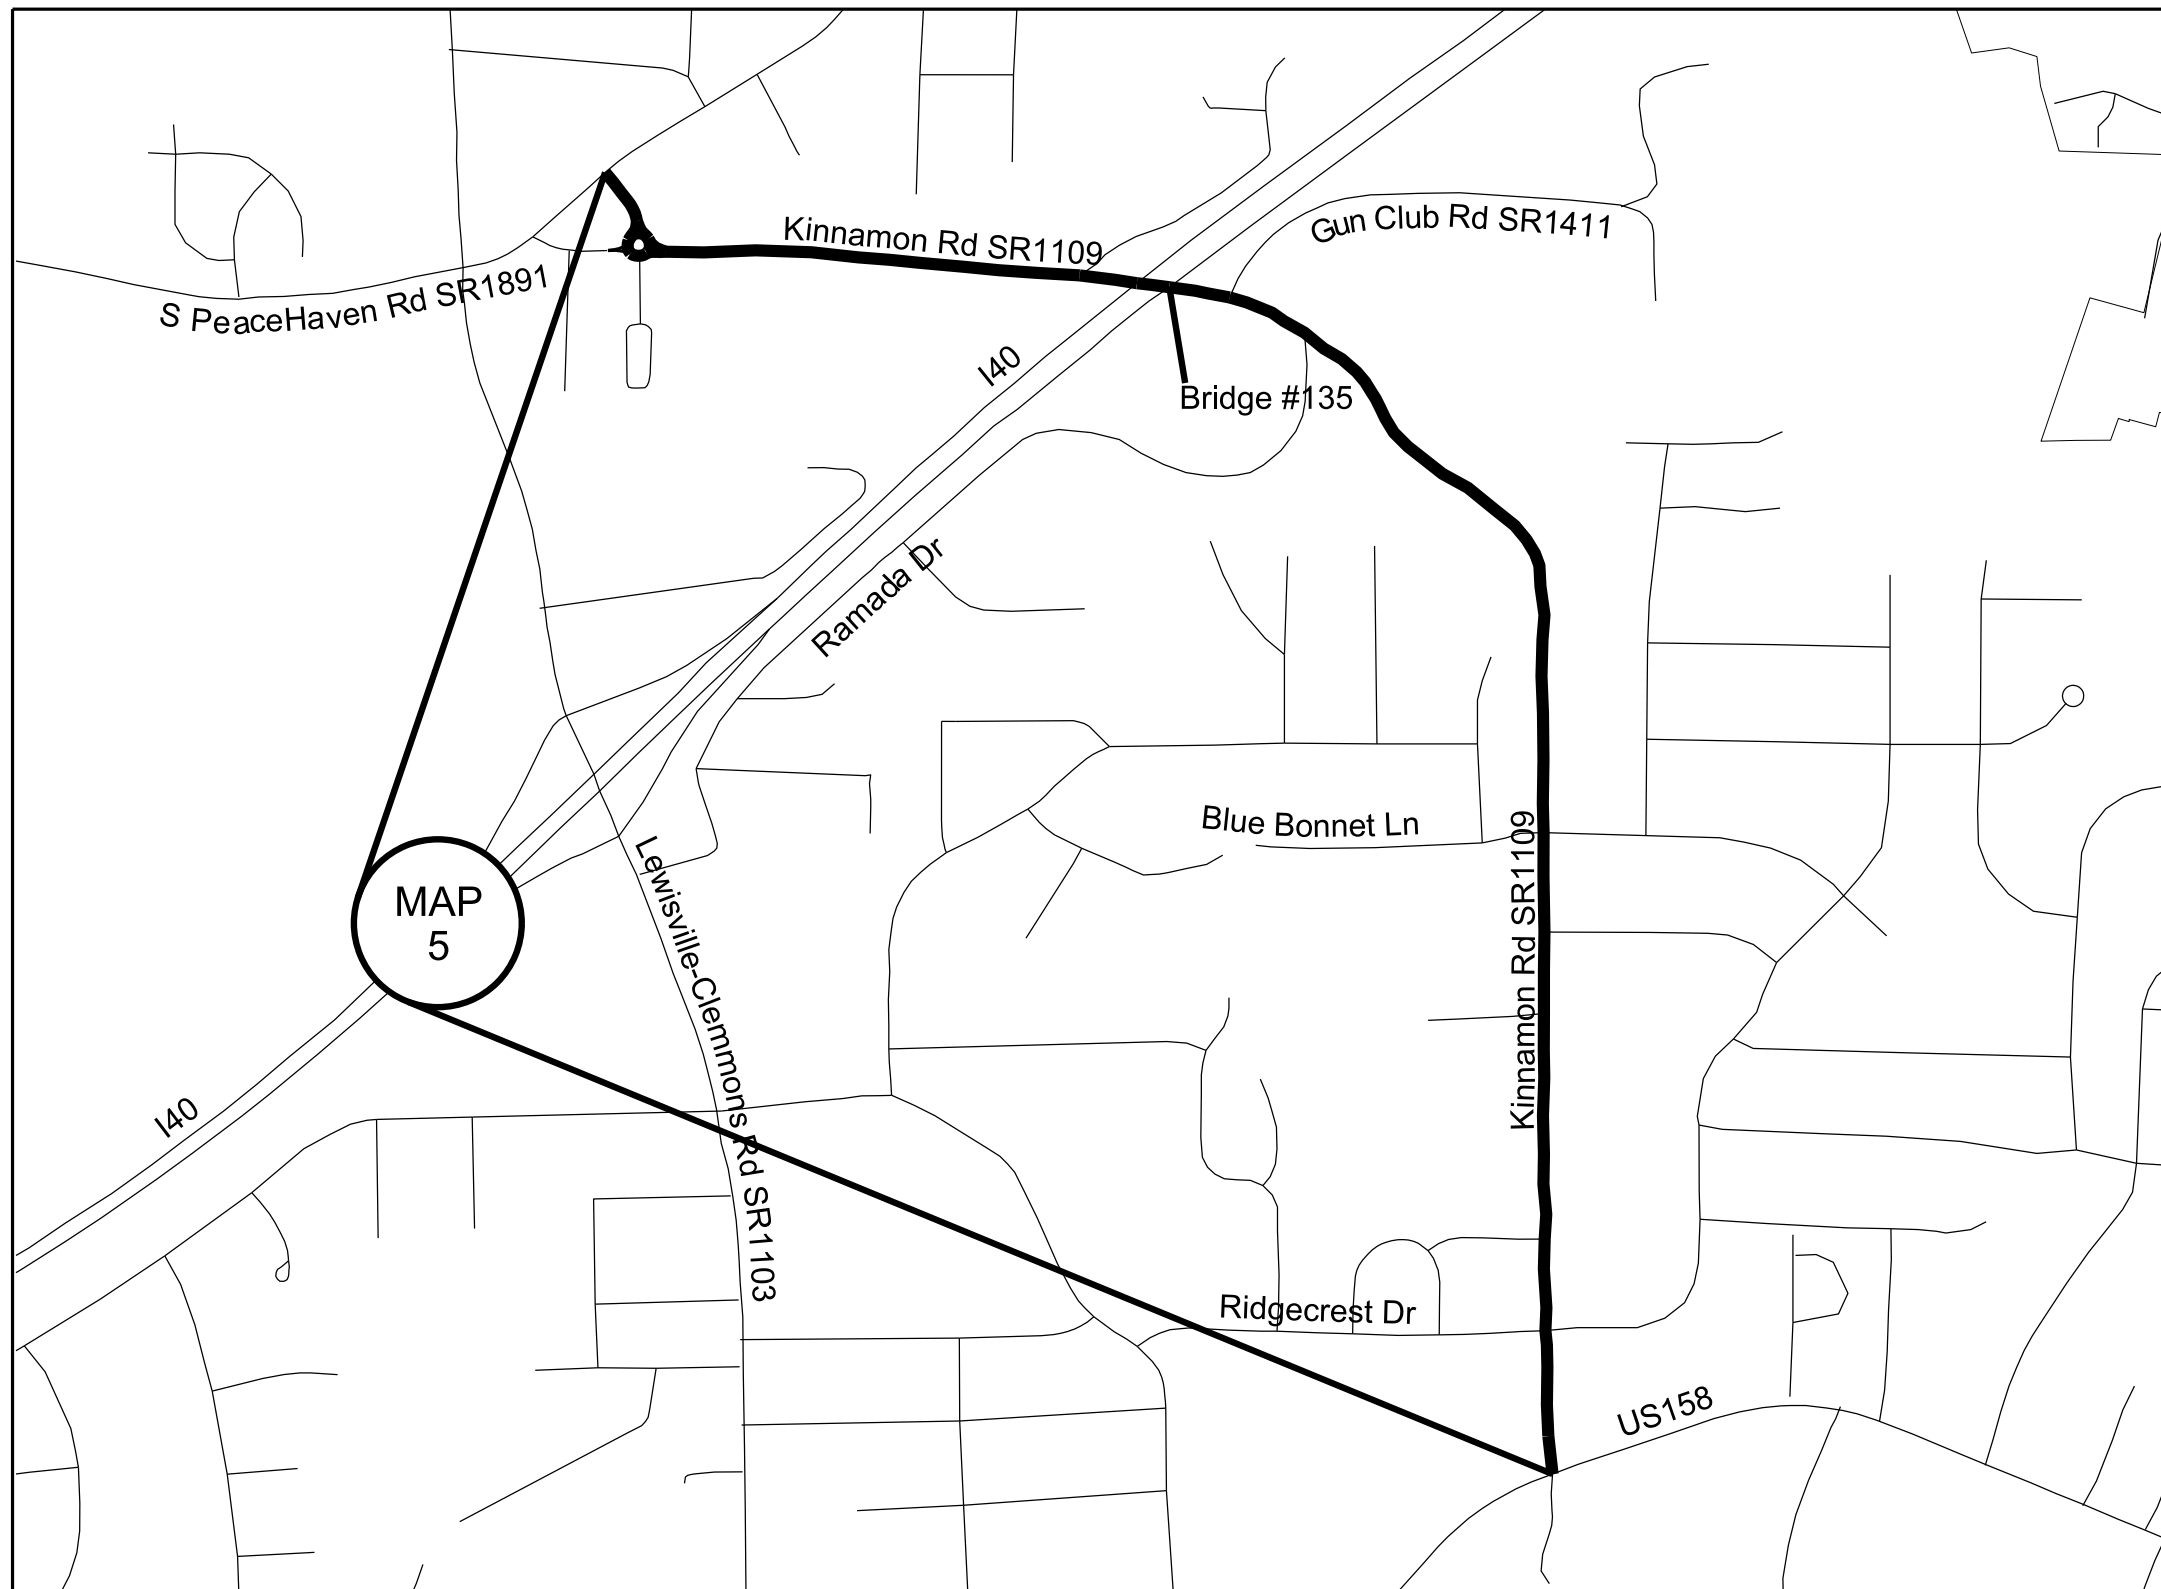 Kinnamon Rd SR1109
Gun Club Rd SR1411
S PeaceHaven Rd SR1891
I40
Bridge #135
Ramada Dr
Blue Bonnet Ln
Kinnamon Rd SR1109
Lewisville-Clemmons Rd SR1103
MAP
5
I40
Ridgecrest Dr
US158